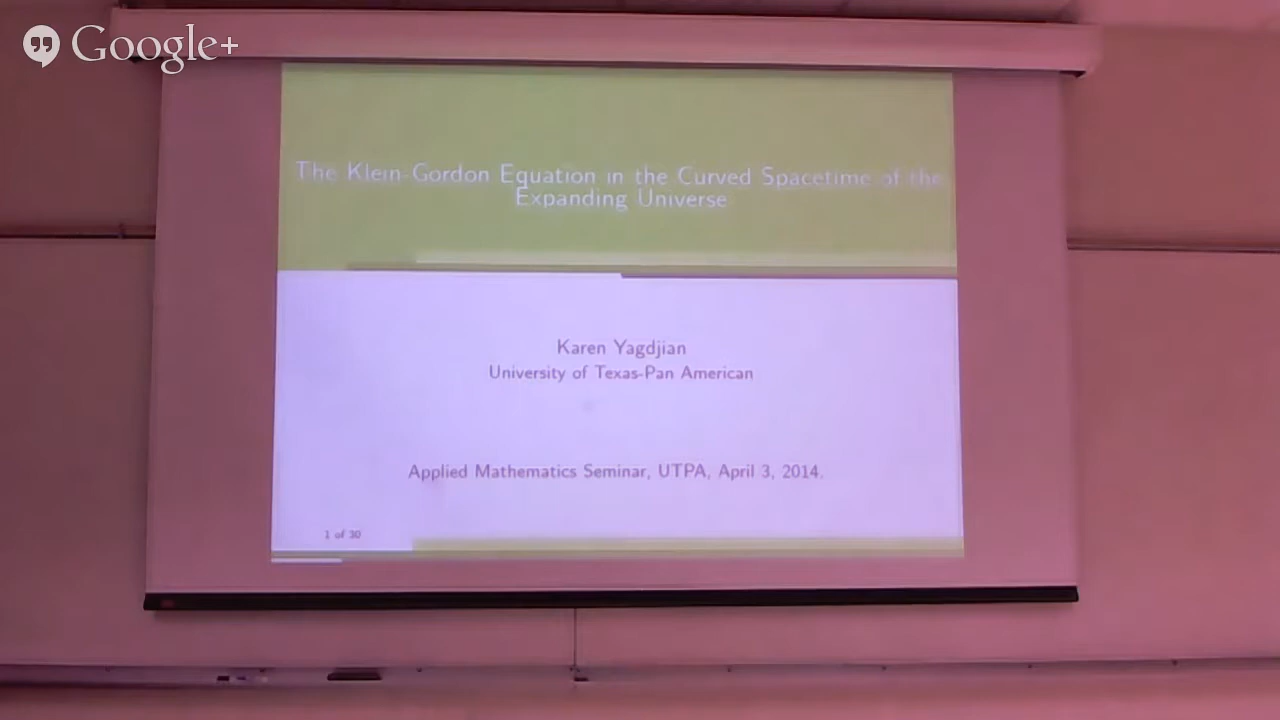 Google+
The Klein-Gordon Equation in the Curved Spacetime of the
Expanding Universe
Karen Yagdjian
University of Texas-Pan American
Applied Mathematics Seminar, UTPA, April 3, 2014.
1 of 30